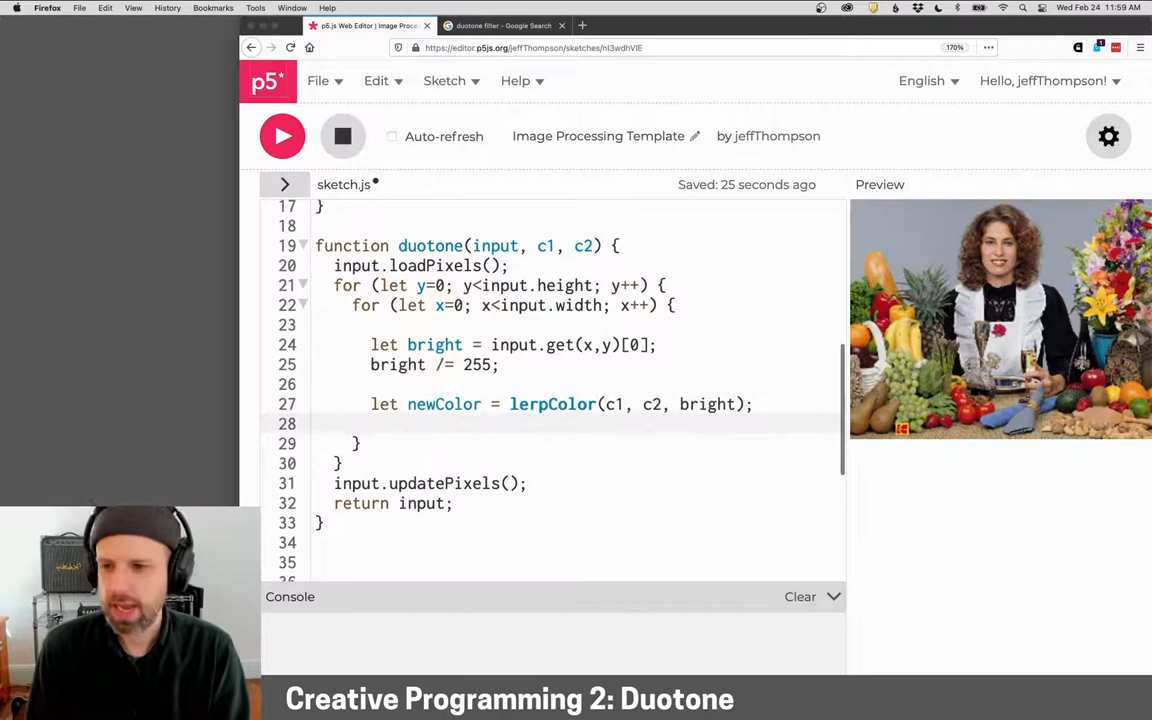 Firefox File Edit View History Bookmarks Tools Window Help Wed Feb 24 11:59 AM
p5.js Web Editor | Image Proce × duotone filter - Google Search × +
https://editor.p5js.org/jeffThompson/sketches/nI3wdhVIE 170%
p5* File Edit Sketch Help English Hello, jeffThompson!
Auto-refresh Image Processing Template by jeffThompson
> sketch.js Saved: 25 seconds ago Preview
17 }
18
19 function duotone(input, c1, c2) {
20 input.loadPixels();
21 for (let y=0; y<input.height; y++) {
22 for (let x=0; x<input.width; x++) {
23
24 let bright = input.get(x,y)[0];
25 bright /= 255;
26
27 let newColor = lerpColor(c1, c2, bright);
28
29 }
30 }
31 input.updatePixels();
32 return input;
33 }
34
35
36
Console Clear
Creative Programming 2: Duotone